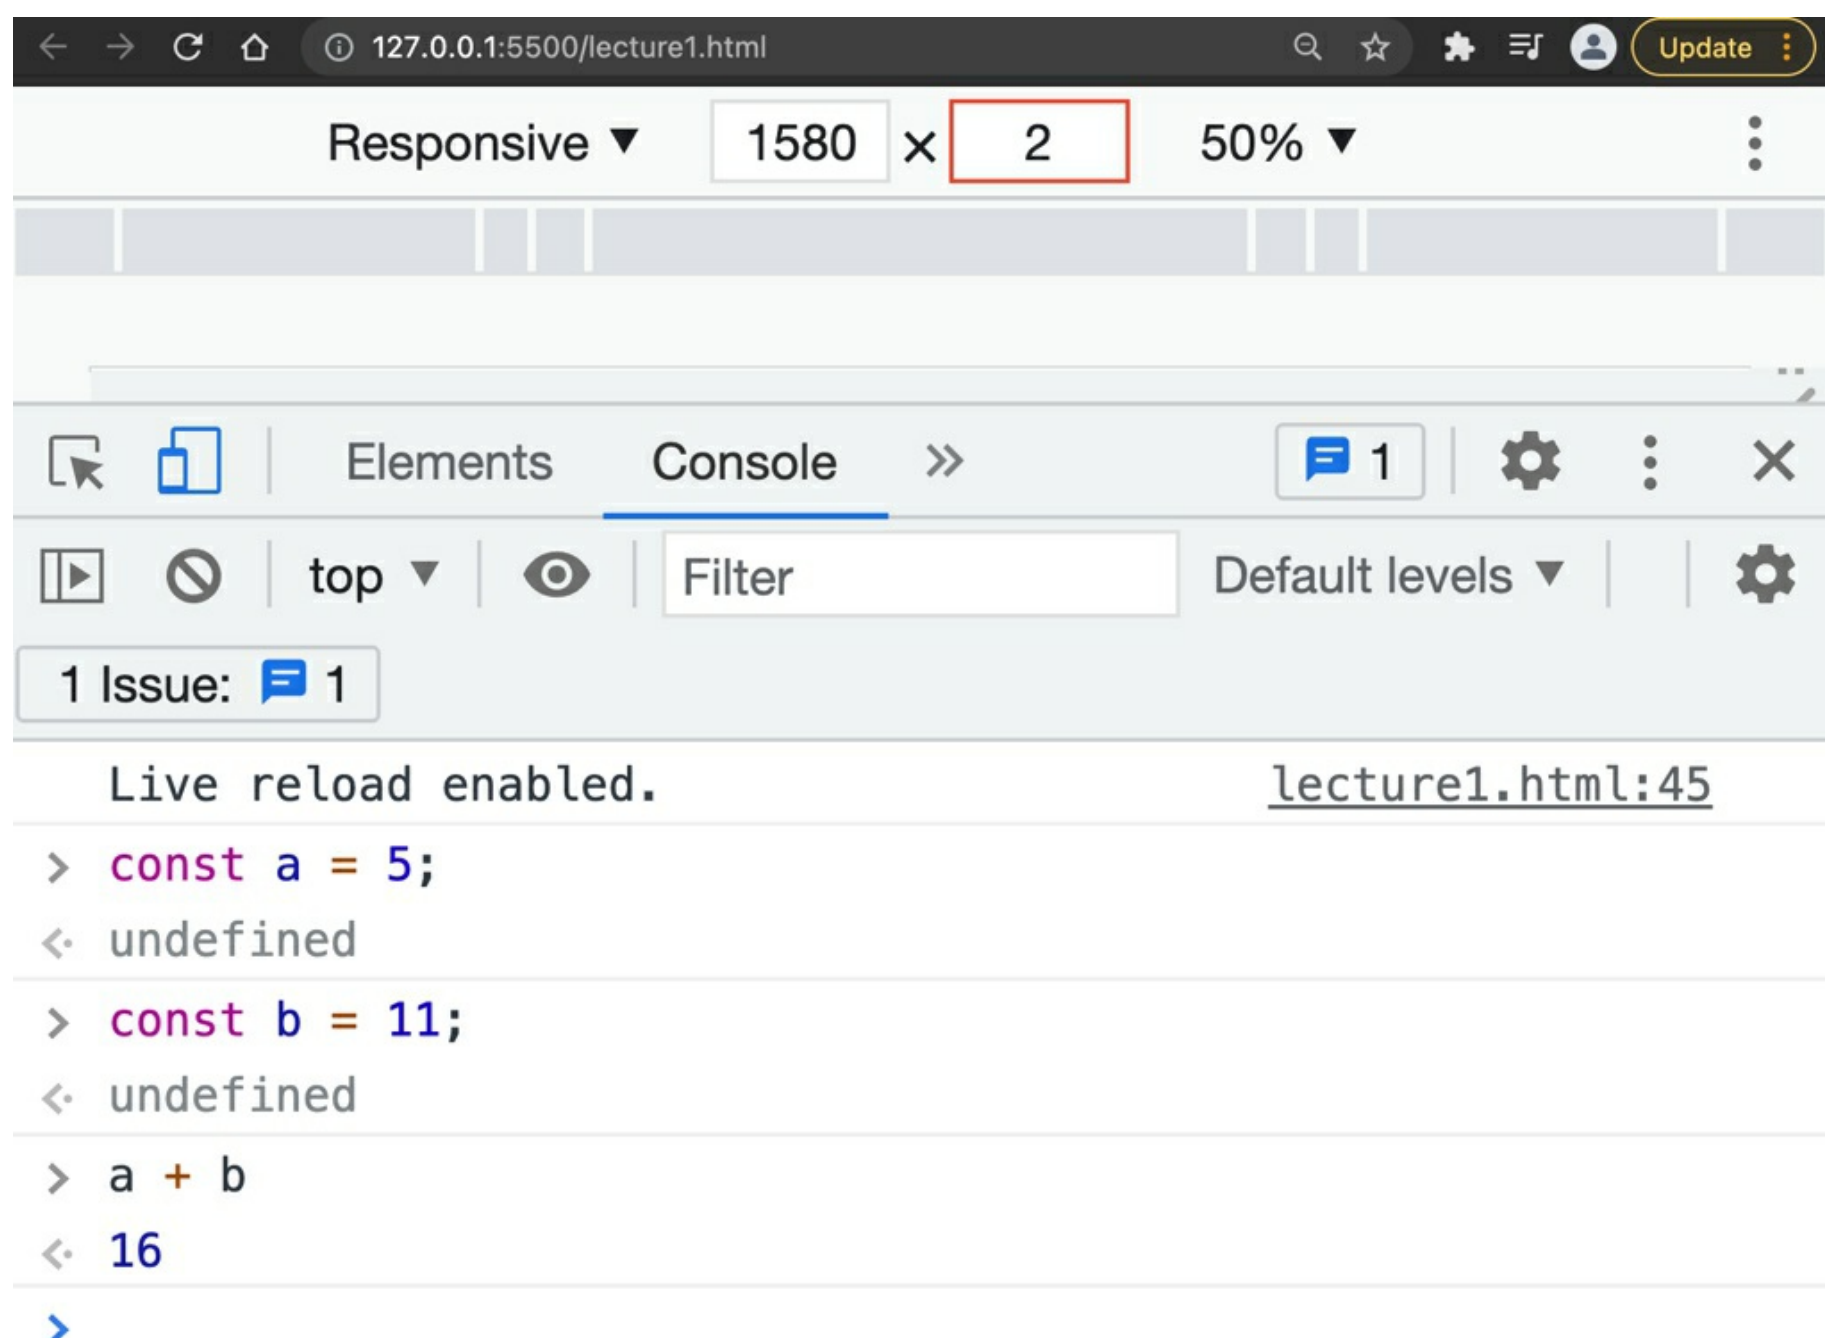 127.0.0.1:5500/lecture1.html Update
Responsive 1580 × 2 50%
Elements Console 1
top Filter Default levels
1 Issue: 1
Live reload enabled. lecture1.html:45
> const a = 5;
undefined
> const b = 11;
undefined
> a + b
16
>